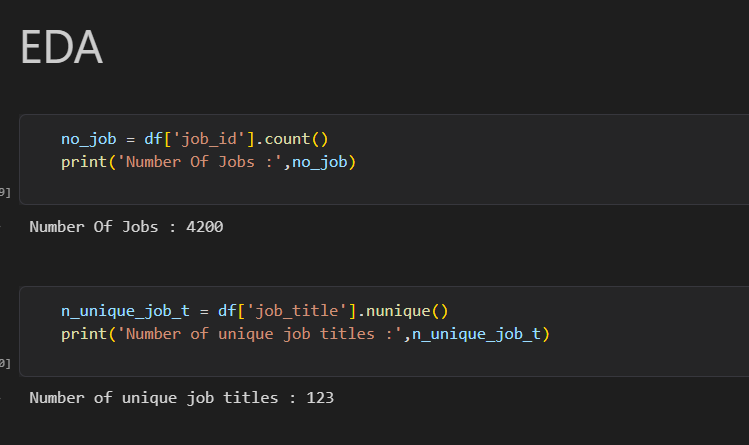 EDA
no_job = df['job_id'].count()
print('Number Of Jobs :',no_job)
9]
Number Of Jobs : 4200
n_unique_job_t = df['job_title'].nunique()
print('Number of unique job titles :',n_unique_job_t)
0]
Number of unique job titles : 123